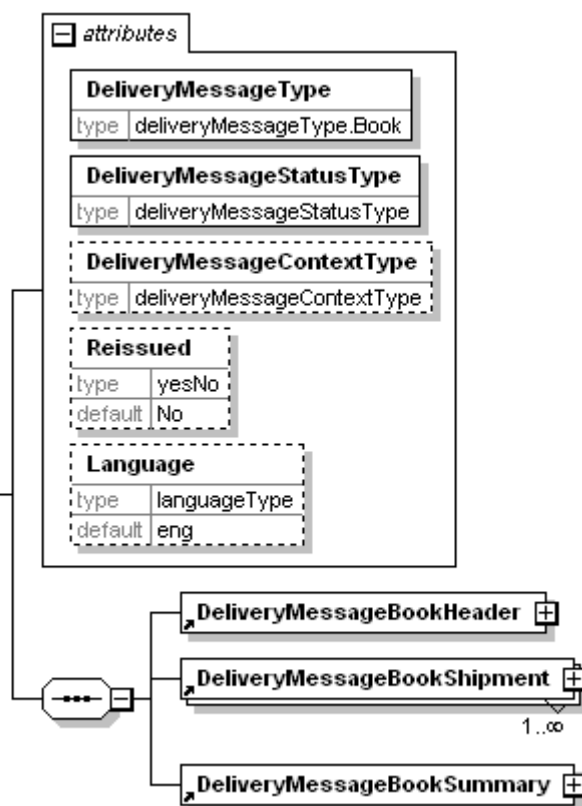 attributes
DeliveryMessageType
type deliveryMessageType.Book
DeliveryMessageStatusType
type deliveryMessageStatusType
DeliveryMessageContextType
type deliveryMessageContextType
Reissued
type yesNo
default No
Language
type languageType
default eng
DeliveryMessageBookHeader
DeliveryMessageBookShipment
1..∞
DeliveryMessageBookSummary